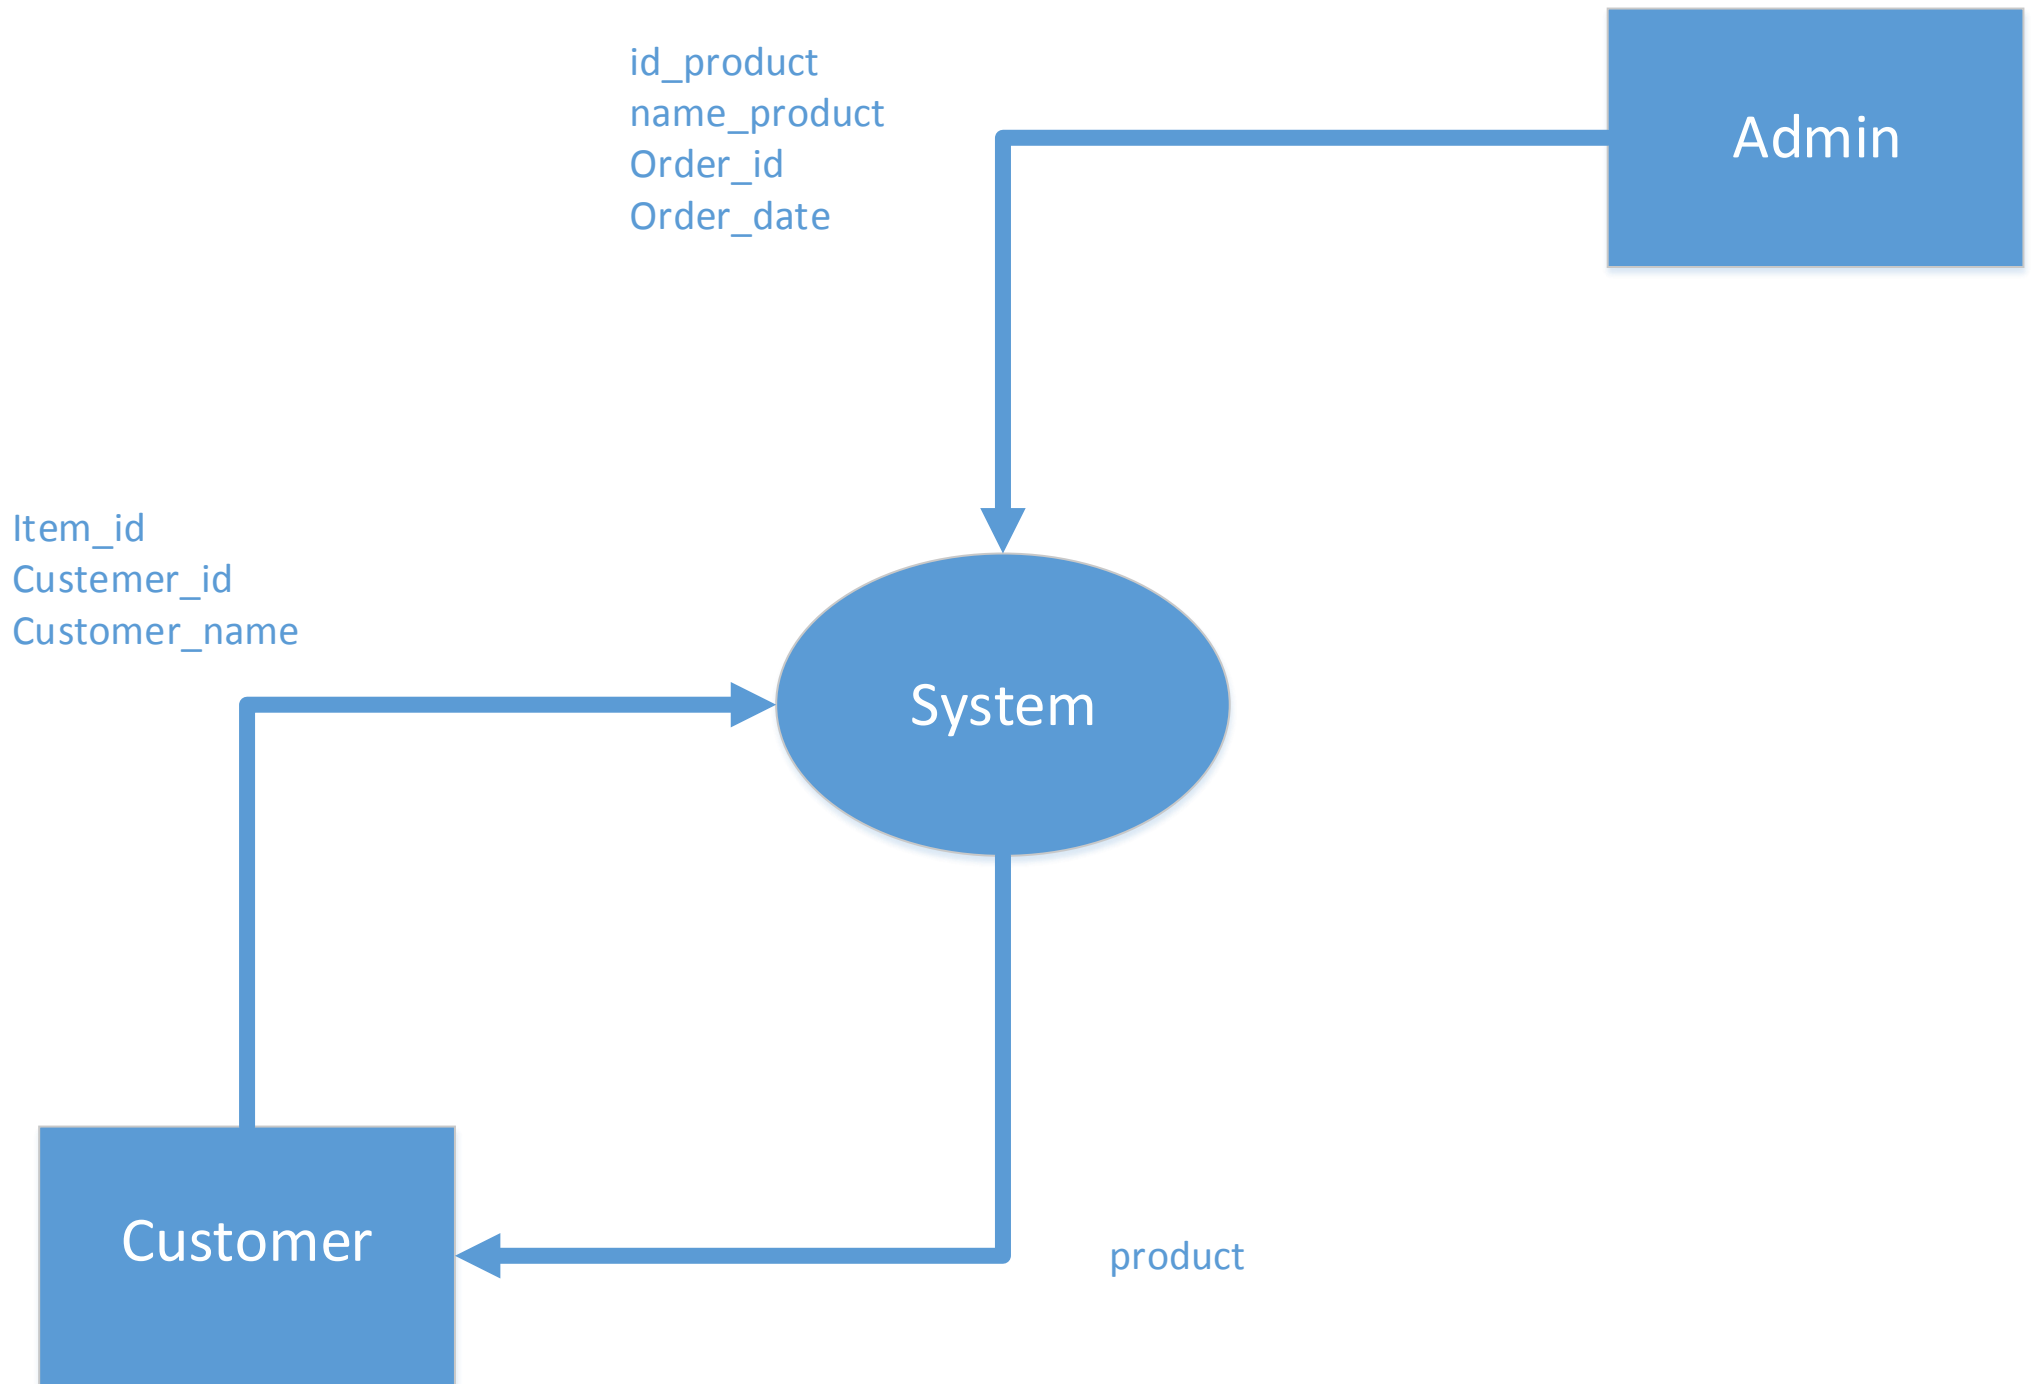 id_product
name_product
Order_id
Order_date
Admin
Item_id
Custemer_id
Customer_name
System
Customer
product